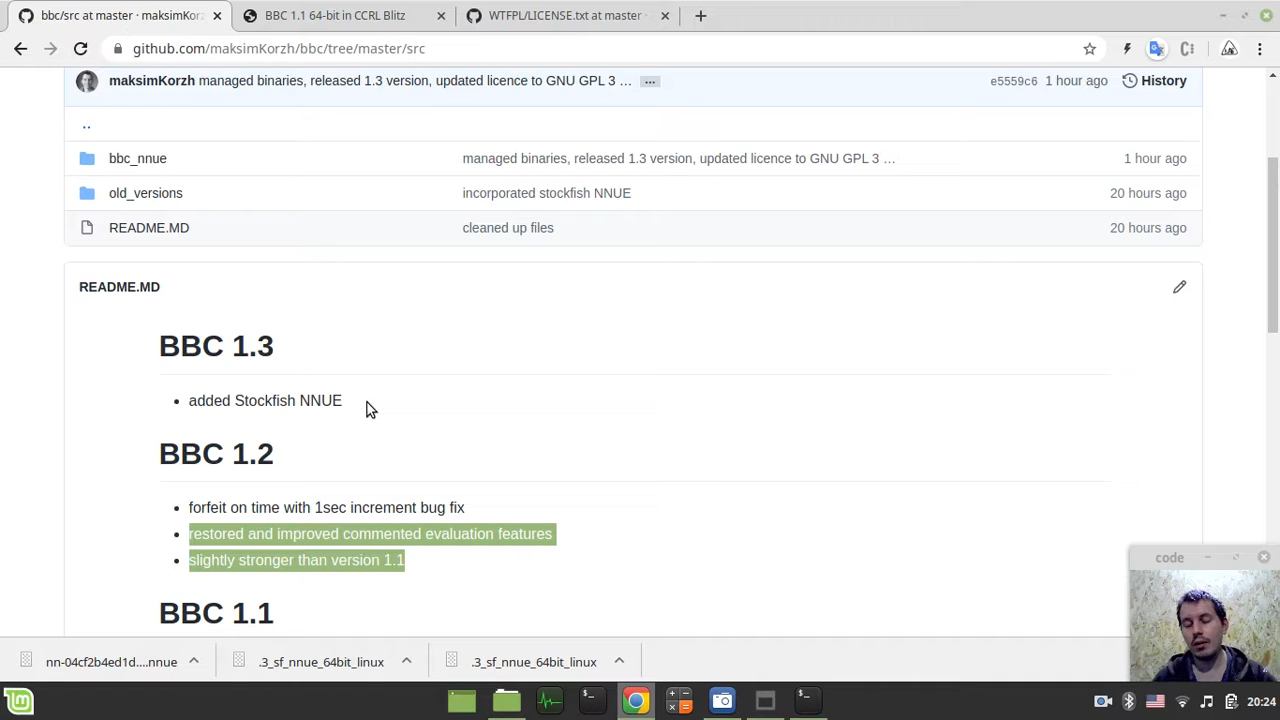 bbc/src at master · maksimKorz
BBC 1.1 64-bit in CCRL Blitz
WTFPL/LICENSE.txt at master ·
github.com/maksimKorzh/bbc/tree/master/src
maksimKorzh managed binaries, released 1.3 version, updated licence to GNU GPL 3 … e5559c6 1 hour ago History
..
bbc_nnue managed binaries, released 1.3 version, updated licence to GNU GPL 3 … 1 hour ago
old_versions incorporated stockfish NNUE 20 hours ago
README.MD cleaned up files 20 hours ago
README.MD
BBC 1.3
added Stockfish NNUE
BBC 1.2
forfeit on time with 1sec increment bug fix
restored and improved commented evaluation features
slightly stronger than version 1.1
BBC 1.1
code
nn-04cf2b4ed1d....nnue
.3_sf_nnue_64bit_linux
.3_sf_nnue_64bit_linux
20:24